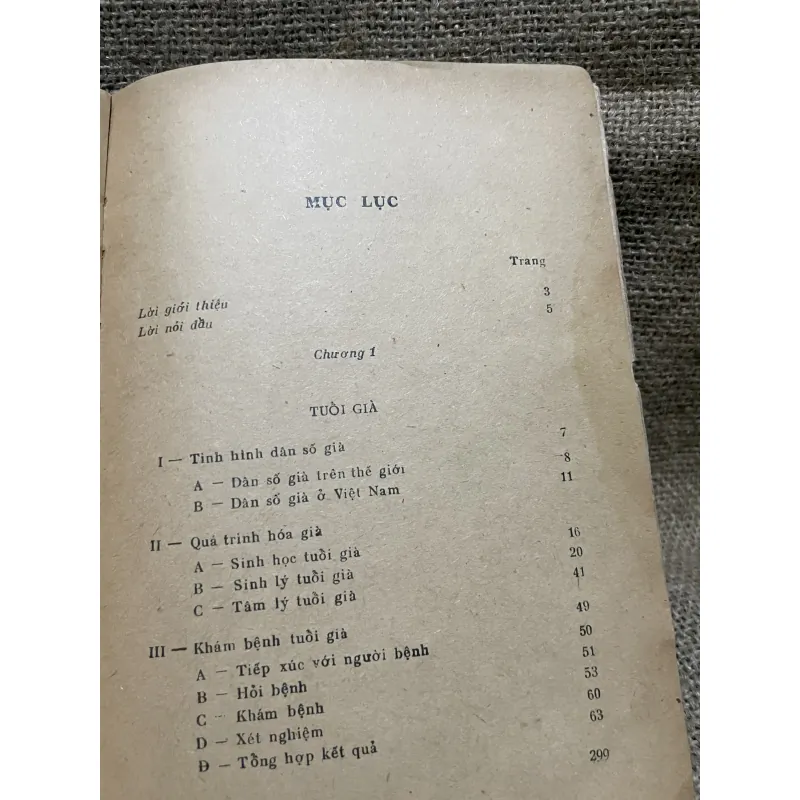 MỤC LỤC
Trang
Lời giới thiệu 3
Lời nói đầu 5
Chương 1
TUỔI GIÀ
I — Tình hình dân số già 7
A — Dân số già trên thế giới 8
B — Dân số già ở Việt Nam 11
II — Quá trình hóa già
A — Sinh học tuổi già 16
B — Sinh lý tuổi già 20
C — Tâm lý tuổi già 41
III — Khám bệnh tuổi già 49
A — Tiếp xúc với người bệnh 50
B — Hỏi bệnh 51
C — Khám bệnh 53
D — Xét nghiệm 60
Đ — Tổng hợp kết quả 63
299